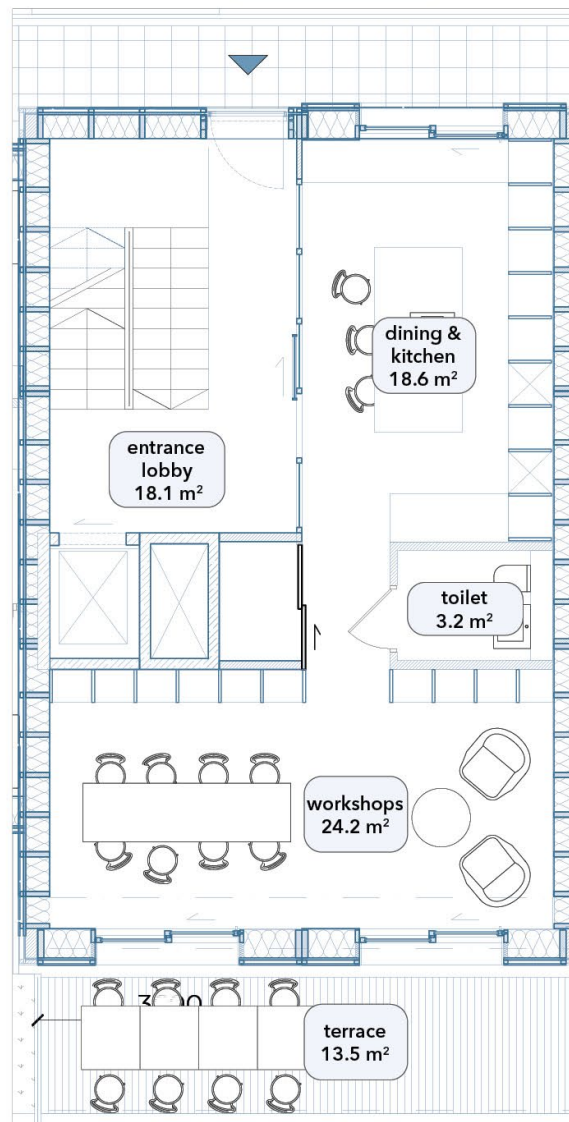 dining &
kitchen
18.6 m²
entrance
lobby
18.1 m²
toilet
3.2 m²
workshops
24.2 m²
terrace
13.5 m²